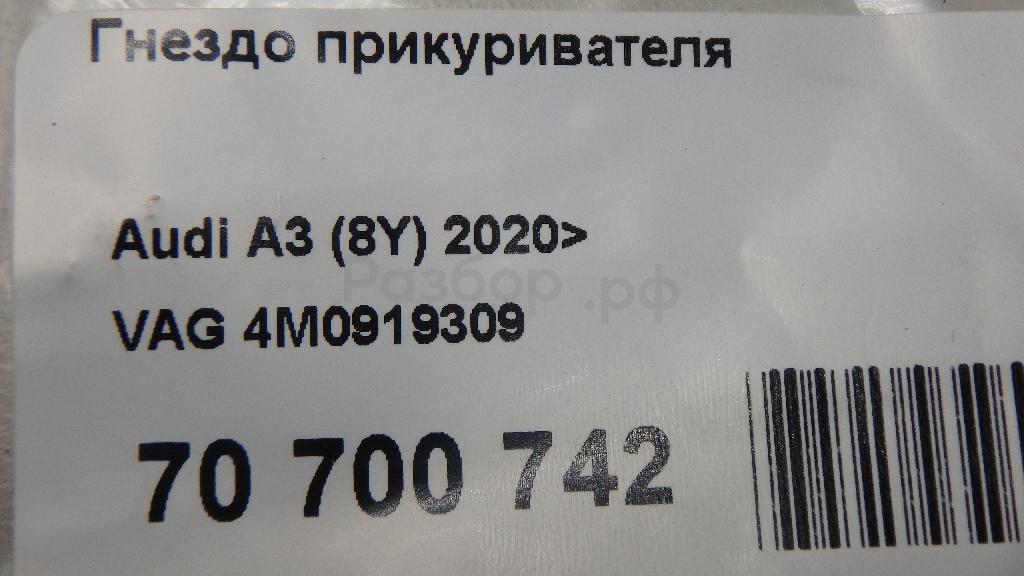 Гнездо прикуривателя
Audi A3 (8Y) 2020>
Разбор.рф
VAG 4M0919309
70 700 742